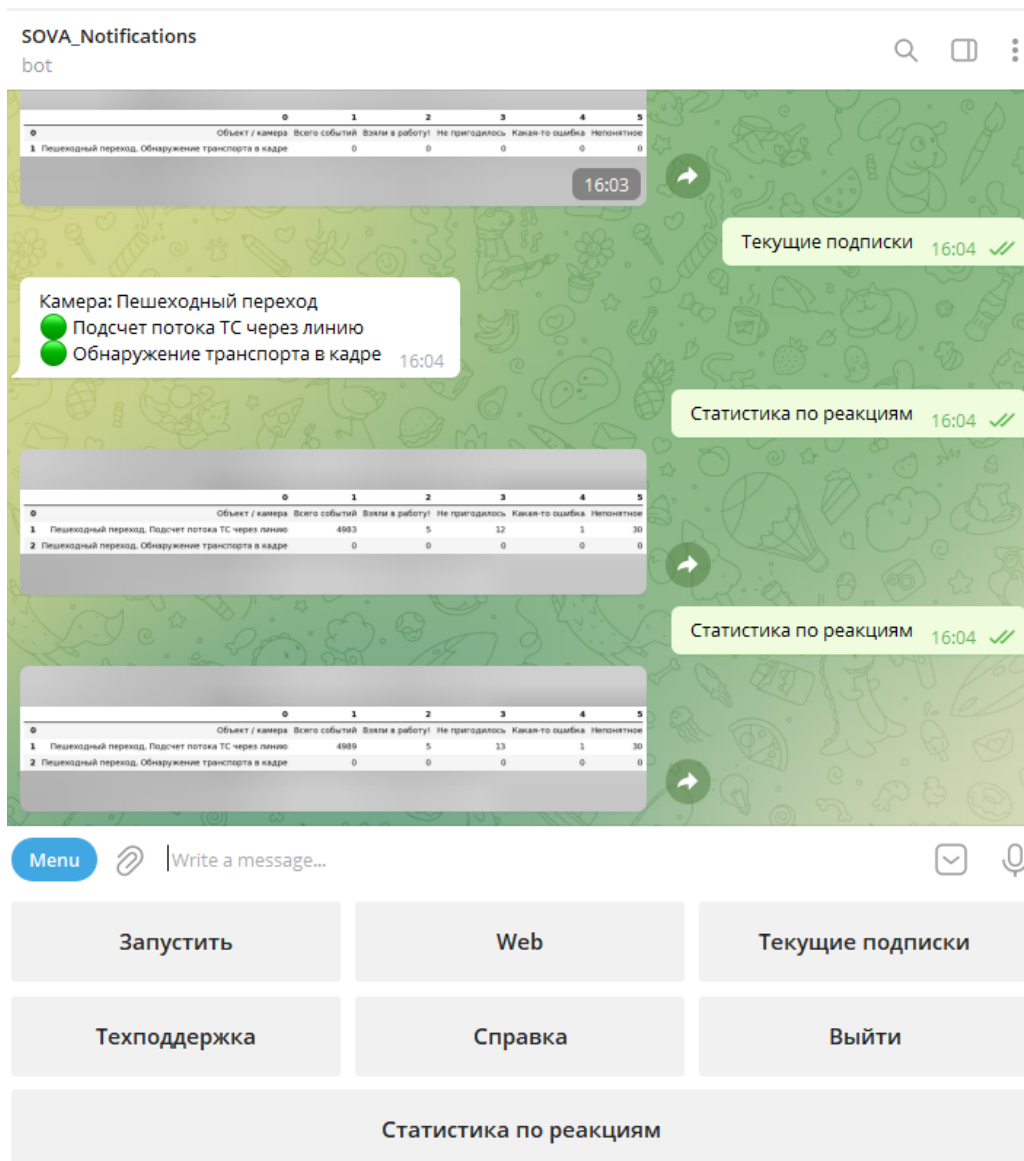 SOVA_Notifications
bot
0 1 2 3 4 5
0 Объект / камера Всего событий Взяли в работу! Не пригодилось Какая-то ошибка Непонятное
1 Пешеходный переход. Обнаружение транспорта в кадре 0 0 0 0 0
16:03
Текущие подписки 16:04
Камера: Пешеходный переход
Подсчет потока ТС через линию
Обнаружение транспорта в кадре 16:04
Статистика по реакциям 16:04
0 1 2 3 4 5
0 Объект / камера Всего событий Взяли в работу! Не пригодилось Какая-то ошибка Непонятное
1 Пешеходный переход. Подсчет потока ТС через линию 4983 5 12 1 30
2 Пешеходный переход. Обнаружение транспорта в кадре 0 0 0 0 0
Статистика по реакциям 16:04
0 1 2 3 4 5
0 Объект / камера Всего событий Взяли в работу! Не пригодилось Какая-то ошибка Непонятное
1 Пешеходный переход. Подсчет потока ТС через линию 4989 5 13 1 30
2 Пешеходный переход. Обнаружение транспорта в кадре 0 0 0 0 0
Menu Write a message...
Запустить Web Текущие подписки
Техподдержка Справка Выйти
Статистика по реакциям